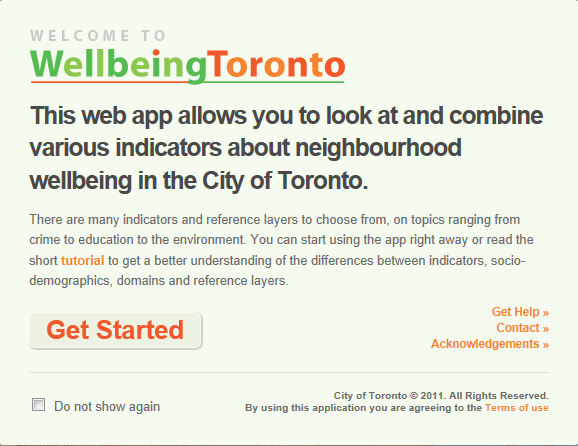 WELCOME TO
WellbeingToronto
This web app allows you to look at and combine
various indicators about neighbourhood
wellbeing in the City of Toronto.
There are many indicators and reference layers to choose from, on topics ranging from
crime to education to the environment. You can start using the app right away or read the
short tutorial to get a better understanding of the differences between indicators, socio-
demographics, domains and reference layers.
Get Started
Get Help »
Contact »
Acknowledgements »
Do not show again
City of Toronto © 2011. All Rights Reserved.
By using this application you are agreeing to the Terms of use